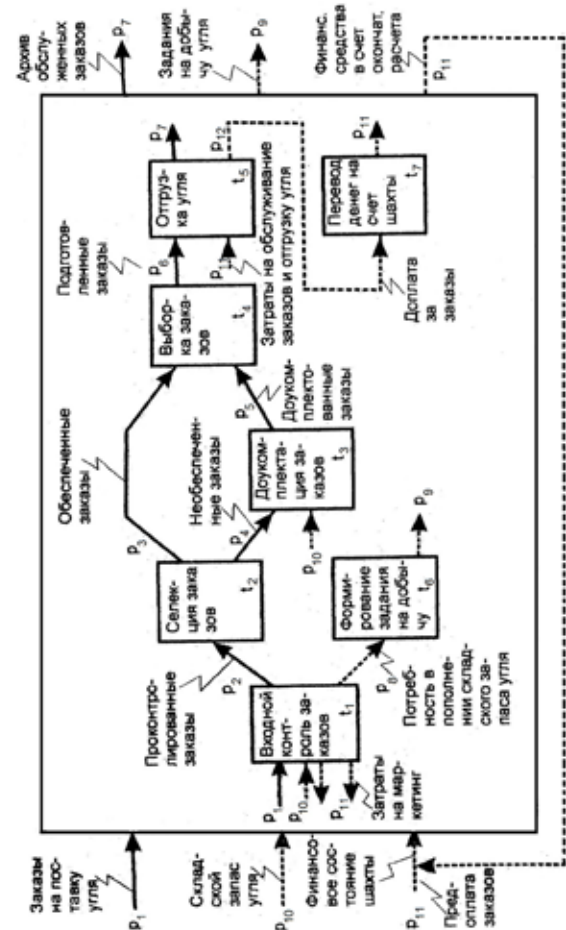 Заказы
на пос-
тавку
угля
p1
Склад-
ской
запас
угля
p10
Финансо-
вое сос-
тояние
шахты
p11
Пред-
оплата
заказов
p1
p10
p11
Входной
конт-
роль за-
казов
t1
Затраты
на мар-
кетинг
Проконтро-
лированные
заказы
p2
p8
Потреб-
ность в
пополне-
нии склад-
ского за-
паса угля
Селек-
ция зака
зов
t2
Форми-
рование
задания
на добы-
чу
t6
p9
p3
Обеспеченные
заказы
p4
Необеспечен-
ные заказы
p10
Доуком-
плекта-
ция за-
казов
t3
p5
Доуком-
плекто-
ванные
заказы
Выбор-
ка зака-
зов
t4
Подготов-
ленные
заказы
p6
p13
Затраты на обслуживание
заказов и отгрузку угля
Отгруз-
ка угля
t5
p7
p12
Доплата
за
заказы
Перевод
денег на
счет
шахты
t7
p11
Архив
обслу-
женных
заказов
p7
Задания
на добы-
чу угля
p9
Финанс.
средства
в счет
окончат.
расчета
p11